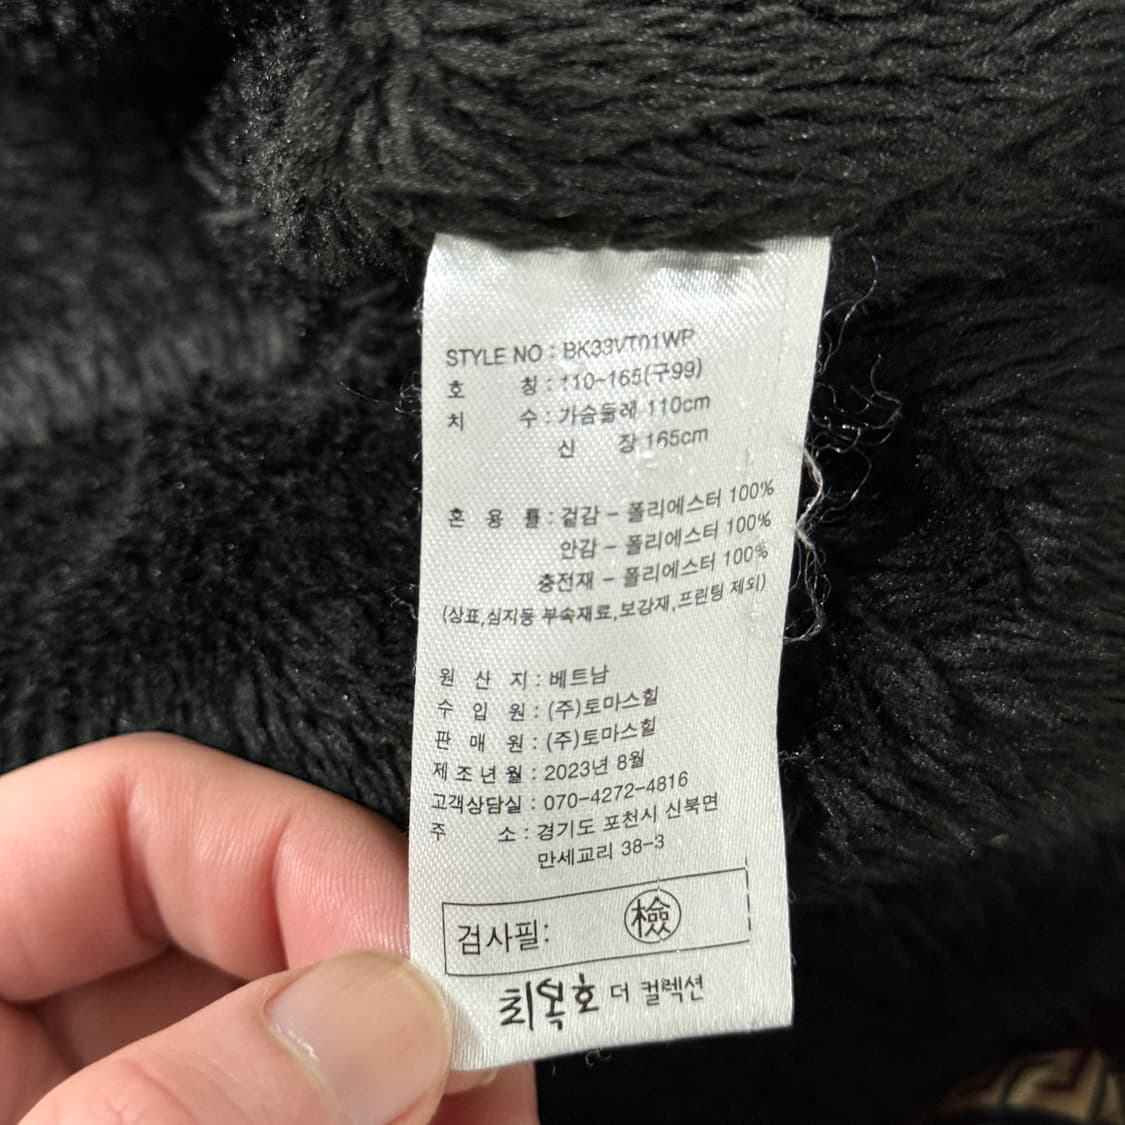 STYLE NO : BK33VT01WP
호 칭 : 110~165(구99)
치 수 : 가슴둘레 110cm
신 장 165cm
혼 용 률 : 겉감 – 폴리에스터 100%
안감 – 폴리에스터 100%
충전재 – 폴리에스터 100%
(상표,심지등 부속재료,보강재,프린팅 제외)
원 산 지 : 베트남
수 입 원 : (주)토마스힐
판 매 원 : (주)토마스힐
제조년월 : 2023년 8월
고객상담실 : 070-4272-4816
주 소 : 경기도 포천시 신북면
만세교리 38-3
검사필: 檢
최복호 더 컬렉션